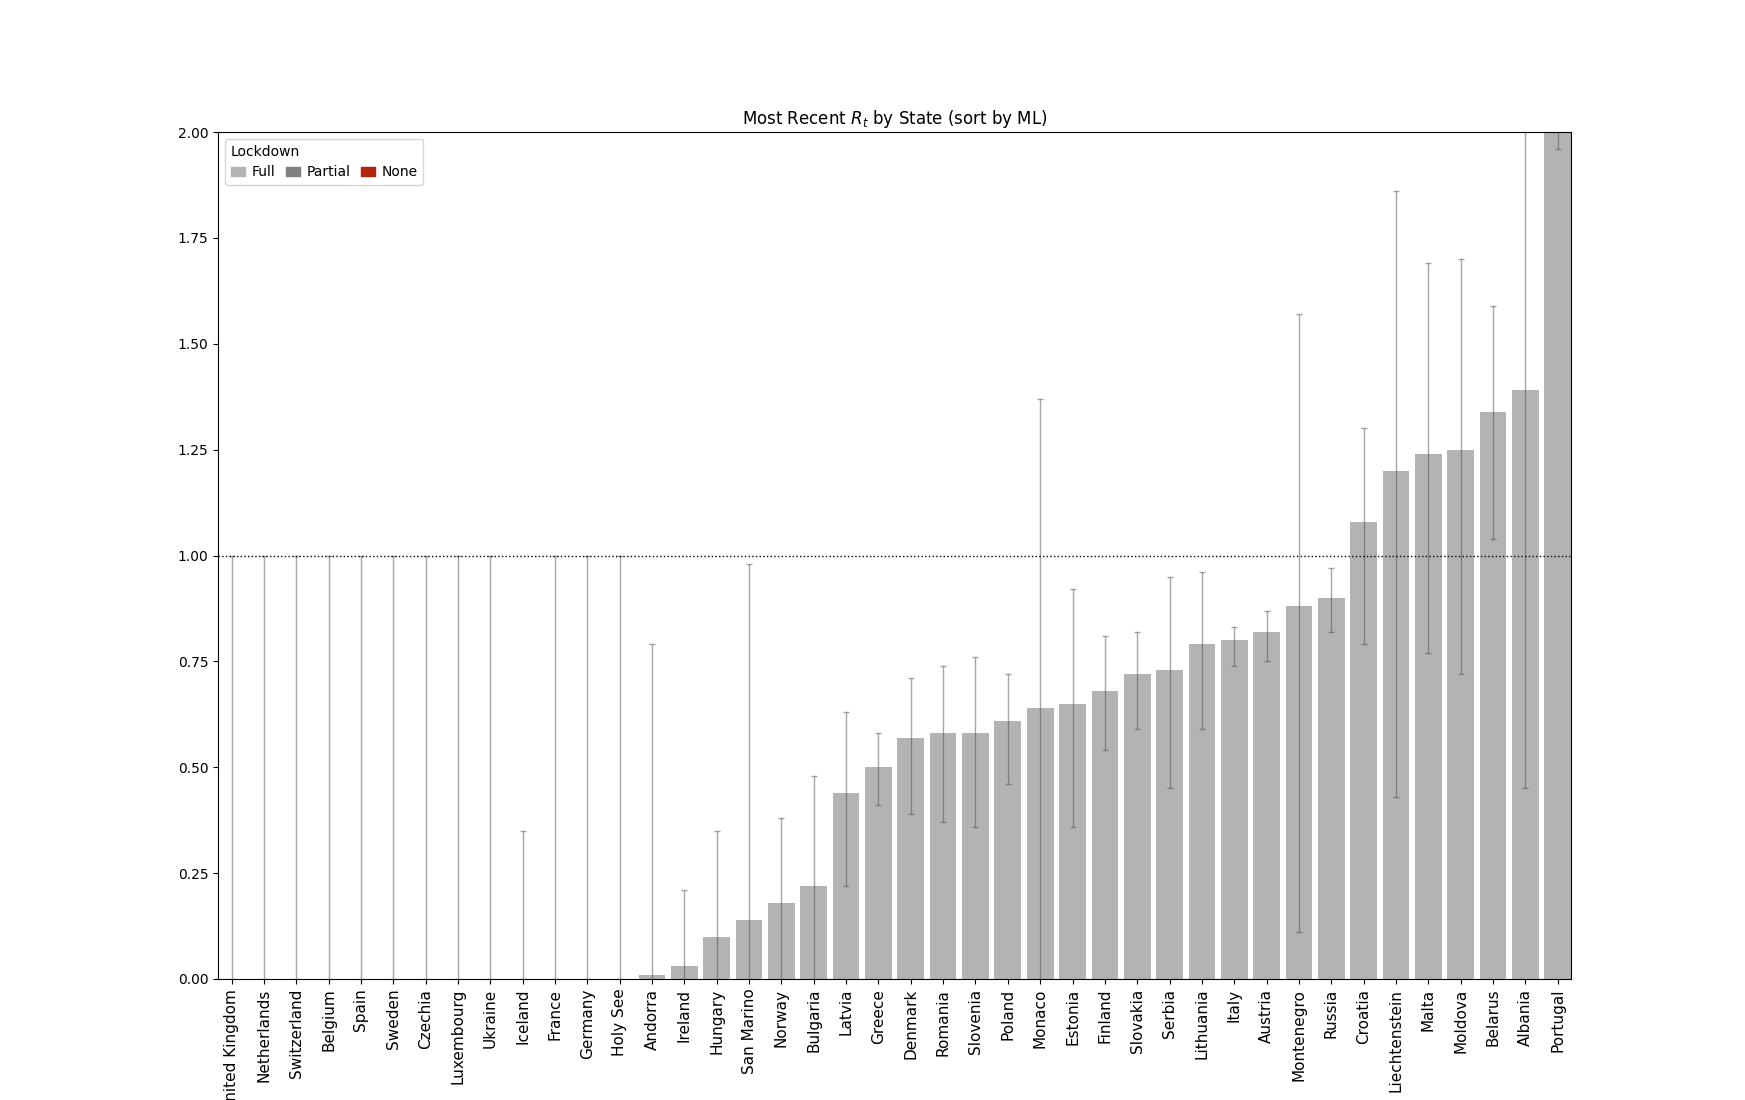 Most Recent Rt by State (sort by ML)
2.00
1.75
1.50
1.25
1.00
0.75
0.50
0.25
0.00
Lockdown
Full Partial None
nited Kingdom
Netherlands
Switzerland
Belgium
Spain
Sweden
Czechia
Luxembourg
Ukraine
Iceland
France
Germany
Holy See
Andorra
Ireland
Hungary
San Marino
Norway
Bulgaria
Latvia
Greece
Denmark
Romania
Slovenia
Poland
Monaco
Estonia
Finland
Slovakia
Serbia
Lithuania
Italy
Austria
Montenegro
Russia
Croatia
Liechtenstein
Malta
Moldova
Belarus
Albania
Portugal